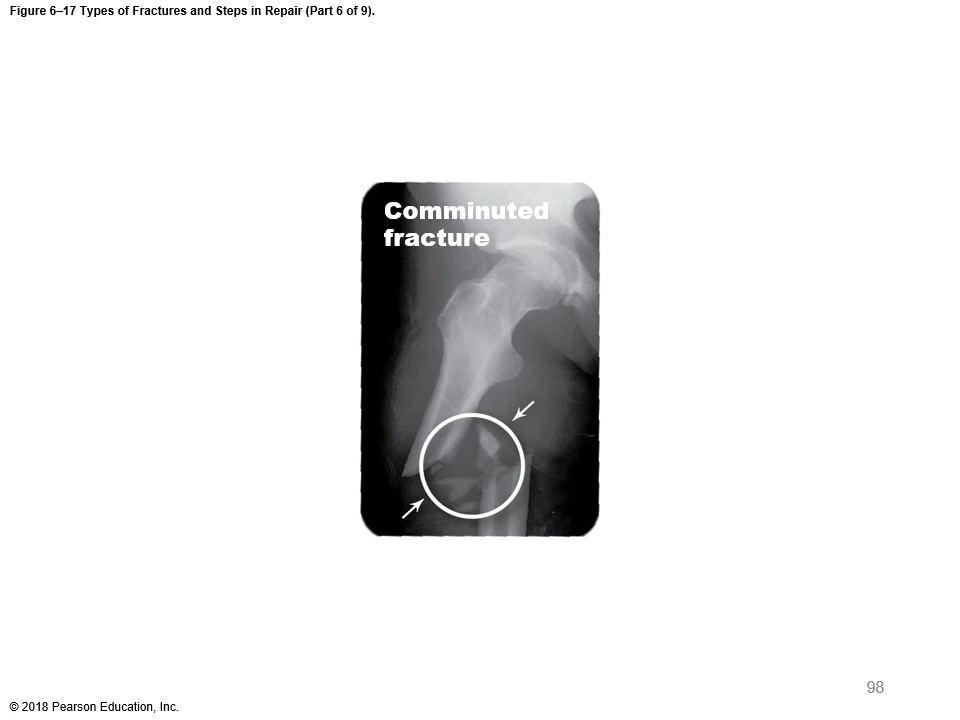 Figure 6–17 Types of Fractures and Steps in Repair (Part 6 of 9).
Comminuted
fracture
98
© 2018 Pearson Education, Inc.